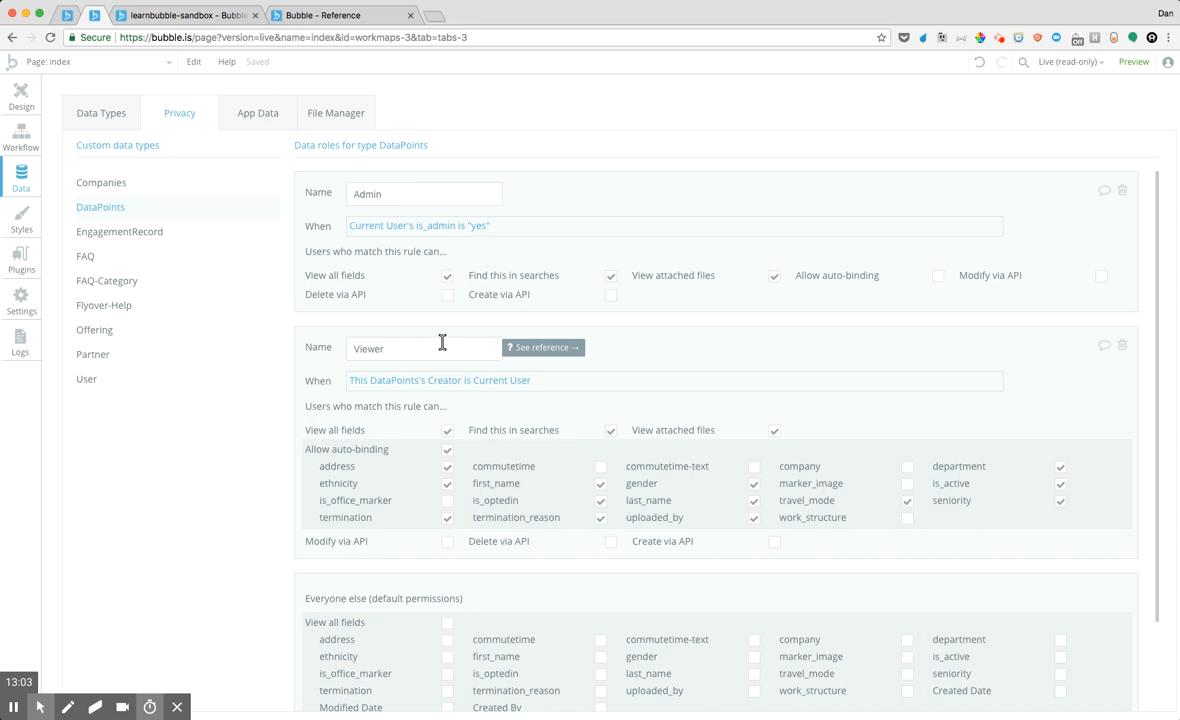 learnbubble-sandbox - Bubble
Bubble - Reference
Dan
Secure
https://bubble.is/page?version=live&name=index&id=workmaps-3&tab=tabs-3
Off
Page: index
Edit
Help
Saved
Live (read-only)
Preview
Design
Workflow
Data
Styles
Plugins
Settings
Logs
Data Types
Privacy
App Data
File Manager
Custom data types
Companies
DataPoints
EngagementRecord
FAQ
FAQ-Category
Flyover-Help
Offering
Partner
User
Data roles for type DataPoints
Name Admin
When Current User's is_admin is "yes"
Users who match this rule can...
View all fields Find this in searches View attached files Allow auto-binding Modify via API
Delete via API Create via API
Name Viewer ? See reference →
When This DataPoints's Creator is Current User
Users who match this rule can...
View all fields Find this in searches View attached files
Allow auto-binding
address commutetime commutetime-text company department
ethnicity first_name gender marker_image is_active
is_office_marker is_optedin last_name travel_mode seniority
termination termination_reason uploaded_by work_structure
Modify via API Delete via API Create via API
Everyone else (default permissions)
View all fields
address commutetime commutetime-text company department
ethnicity first_name gender marker_image is_active
is_office_marker is_optedin last_name travel_mode seniority
termination termination_reason uploaded_by work_structure Created Date
Modified Date Created By
13:03